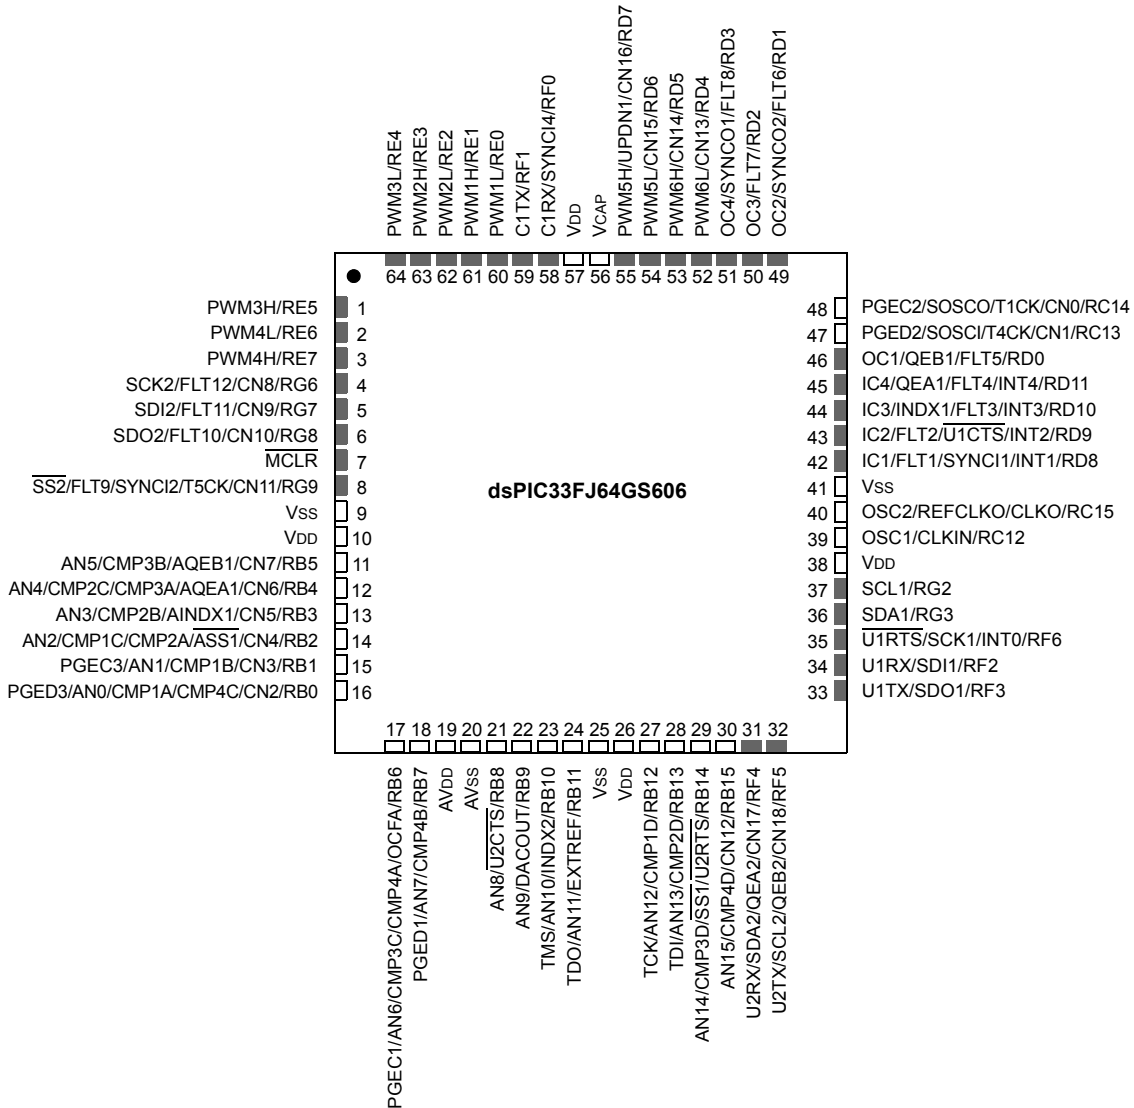 PWM3L/RE4
PWM2H/RE3
PWM2L/RE2
PWM1H/RE1
PWM1L/RE0
C1TX/RF1
C1RX/SYNCI4/RF0
VDD
VCAP
PWM5H/UPDN1/CN16/RD7
PWM5L/CN15/RD6
PWM6H/CN14/RD5
PWM6L/CN13/RD4
OC4/SYNCO1/FLT8/RD3
OC3/FLT7/RD2
OC2/SYNCO2/FLT6/RD1
64 63 62 61 60 59 58 57 56 55 54 53 52 51 50 49
PWM3H/RE5 1
PWM4L/RE6 2
PWM4H/RE7 3
SCK2/FLT12/CN8/RG6 4
SDI2/FLT11/CN9/RG7 5
SDO2/FLT10/CN10/RG8 6
MCLR 7
SS2/FLT9/SYNCI2/T5CK/CN11/RG9 8
VSS 9
VDD 10
AN5/CMP3B/AQEB1/CN7/RB5 11
AN4/CMP2C/CMP3A/AQEA1/CN6/RB4 12
AN3/CMP2B/AINDX1/CN5/RB3 13
AN2/CMP1C/CMP2A/ASS1/CN4/RB2 14
PGEC3/AN1/CMP1B/CN3/RB1 15
PGED3/AN0/CMP1A/CMP4C/CN2/RB0 16
dsPIC33FJ64GS606
48 PGEC2/SOSCO/T1CK/CN0/RC14
47 PGED2/SOSCI/T4CK/CN1/RC13
46 OC1/QEB1/FLT5/RD0
45 IC4/QEA1/FLT4/INT4/RD11
44 IC3/INDX1/FLT3/INT3/RD10
43 IC2/FLT2/U1CTS/INT2/RD9
42 IC1/FLT1/SYNCI1/INT1/RD8
41 VSS
40 OSC2/REFCLKO/CLKO/RC15
39 OSC1/CLKIN/RC12
38 VDD
37 SCL1/RG2
36 SDA1/RG3
35 U1RTS/SCK1/INT0/RF6
34 U1RX/SDI1/RF2
33 U1TX/SDO1/RF3
17 18 19 20 21 22 23 24 25 26 27 28 29 30 31 32
PGEC1/AN6/CMP3C/CMP4A/OCFA/RB6
PGED1/AN7/CMP4B/RB7
AVDD
AVSS
AN8/U2CTS/RB8
AN9/DACOUT/RB9
TMS/AN10/INDX2/RB10
TDO/AN11/EXTREF/RB11
VSS
VDD
TCK/AN12/CMP1D/RB12
TDI/AN13/CMP2D/RB13
AN14/CMP3D/SS1/U2RTS/RB14
AN15/CMP4D/CN12/RB15
U2RX/SDA2/QEA2/CN17/RF4
U2TX/SCL2/QEB2/CN18/RF5